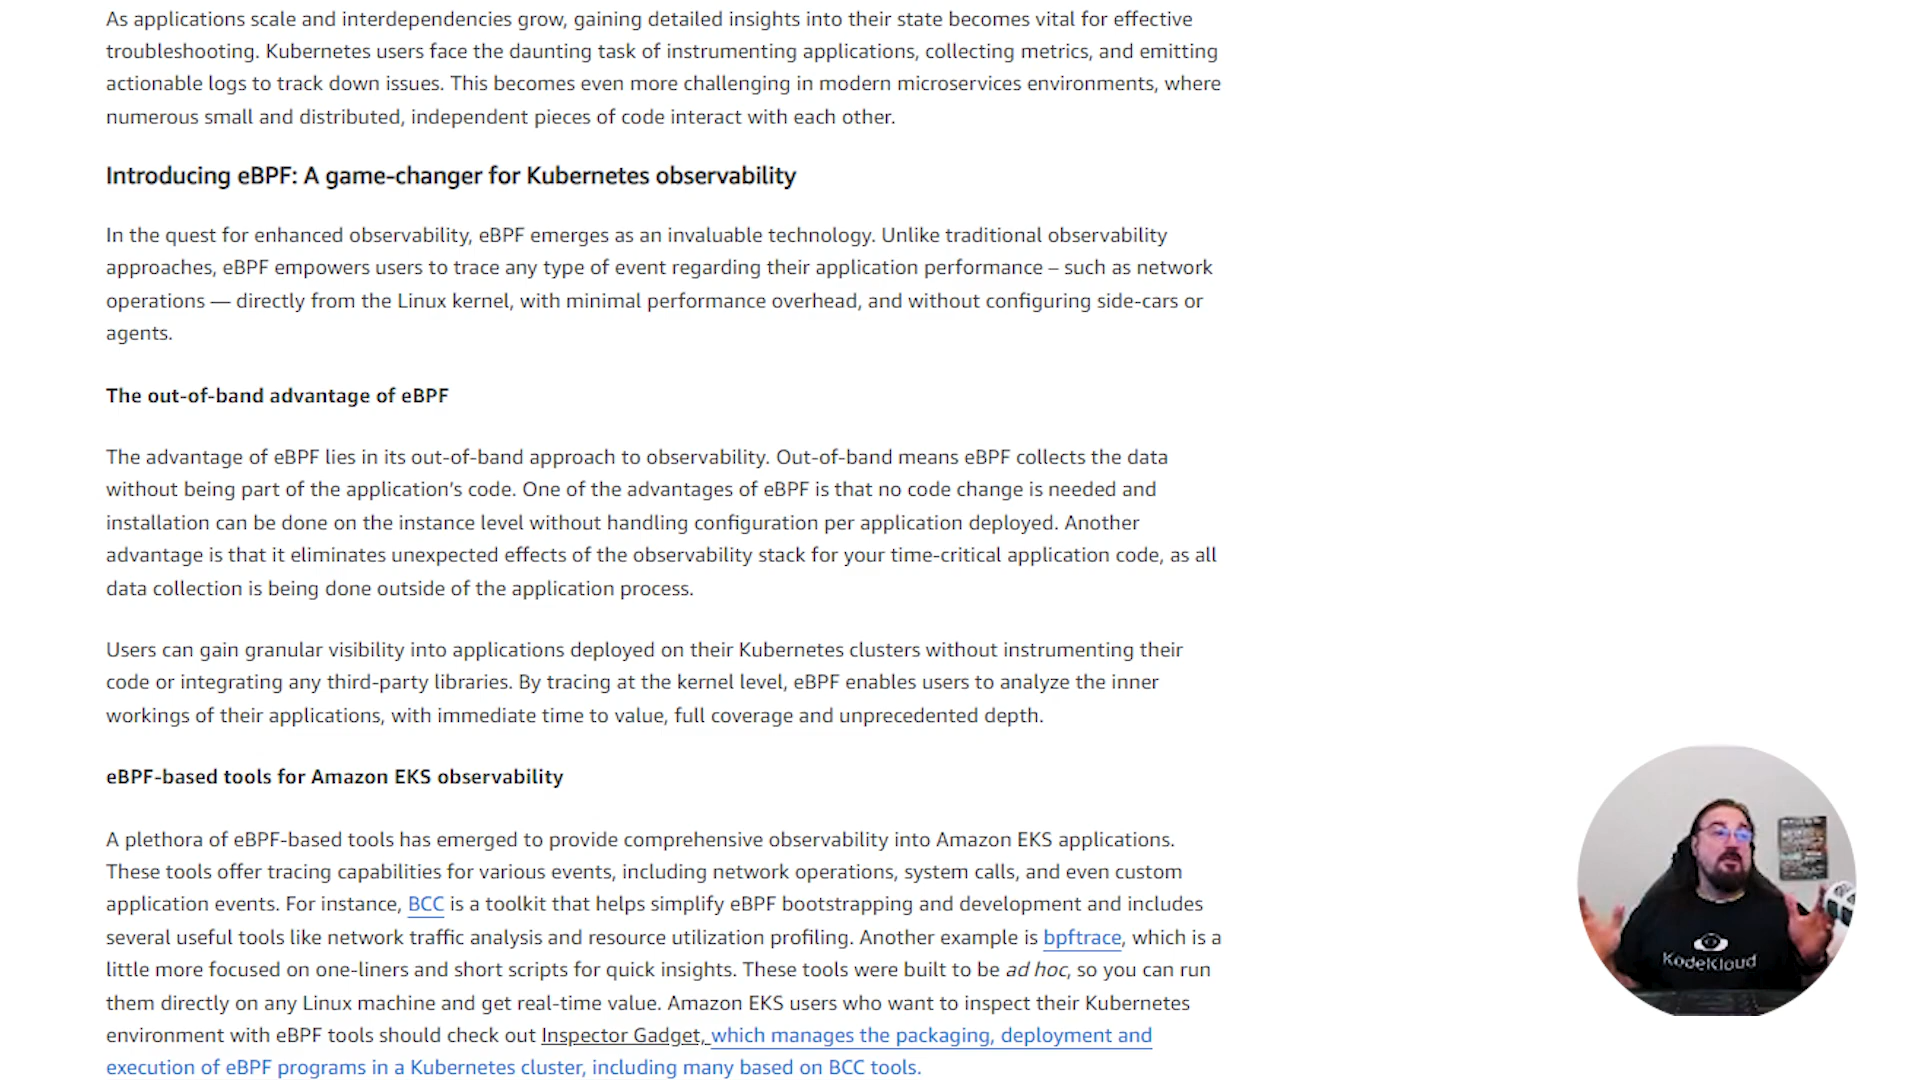 As applications scale and interdependencies grow, gaining detailed insights into their state becomes vital for effective
troubleshooting. Kubernetes users face the daunting task of instrumenting applications, collecting metrics, and emitting
actionable logs to track down issues. This becomes even more challenging in modern microservices environments, where
numerous small and distributed, independent pieces of code interact with each other.
Introducing eBPF: A game-changer for Kubernetes observability
In the quest for enhanced observability, eBPF emerges as an invaluable technology. Unlike traditional observability
approaches, eBPF empowers users to trace any type of event regarding their application performance – such as network
operations — directly from the Linux kernel, with minimal performance overhead, and without configuring side-cars or
agents.
The out-of-band advantage of eBPF
The advantage of eBPF lies in its out-of-band approach to observability. Out-of-band means eBPF collects the data
without being part of the application’s code. One of the advantages of eBPF is that no code change is needed and
installation can be done on the instance level without handling configuration per application deployed. Another
advantage is that it eliminates unexpected effects of the observability stack for your time-critical application code, as all
data collection is being done outside of the application process.
Users can gain granular visibility into applications deployed on their Kubernetes clusters without instrumenting their
code or integrating any third-party libraries. By tracing at the kernel level, eBPF enables users to analyze the inner
workings of their applications, with immediate time to value, full coverage and unprecedented depth.
eBPF-based tools for Amazon EKS observability
A plethora of eBPF-based tools has emerged to provide comprehensive observability into Amazon EKS applications.
These tools offer tracing capabilities for various events, including network operations, system calls, and even custom
application events. For instance, BCC is a toolkit that helps simplify eBPF bootstrapping and development and includes
several useful tools like network traffic analysis and resource utilization profiling. Another example is bpftrace, which is a
little more focused on one-liners and short scripts for quick insights. These tools were built to be ad hoc, so you can run
them directly on any Linux machine and get real-time value. Amazon EKS users who want to inspect their Kubernetes
environment with eBPF tools should check out Inspector Gadget, which manages the packaging, deployment and
execution of eBPF programs in a Kubernetes cluster, including many based on BCC tools.
KodeKloud